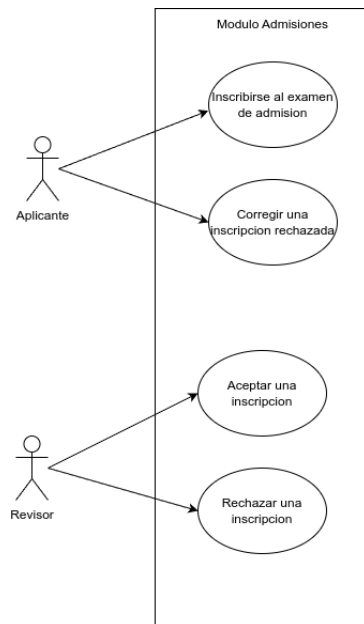 Modulo Admisiones
Inscribirse al examen
de admision
Aplicante
Corregir una
inscripcion rechazada
Aceptar una
inscripcion
Revisor
Rechazar una
inscripcion